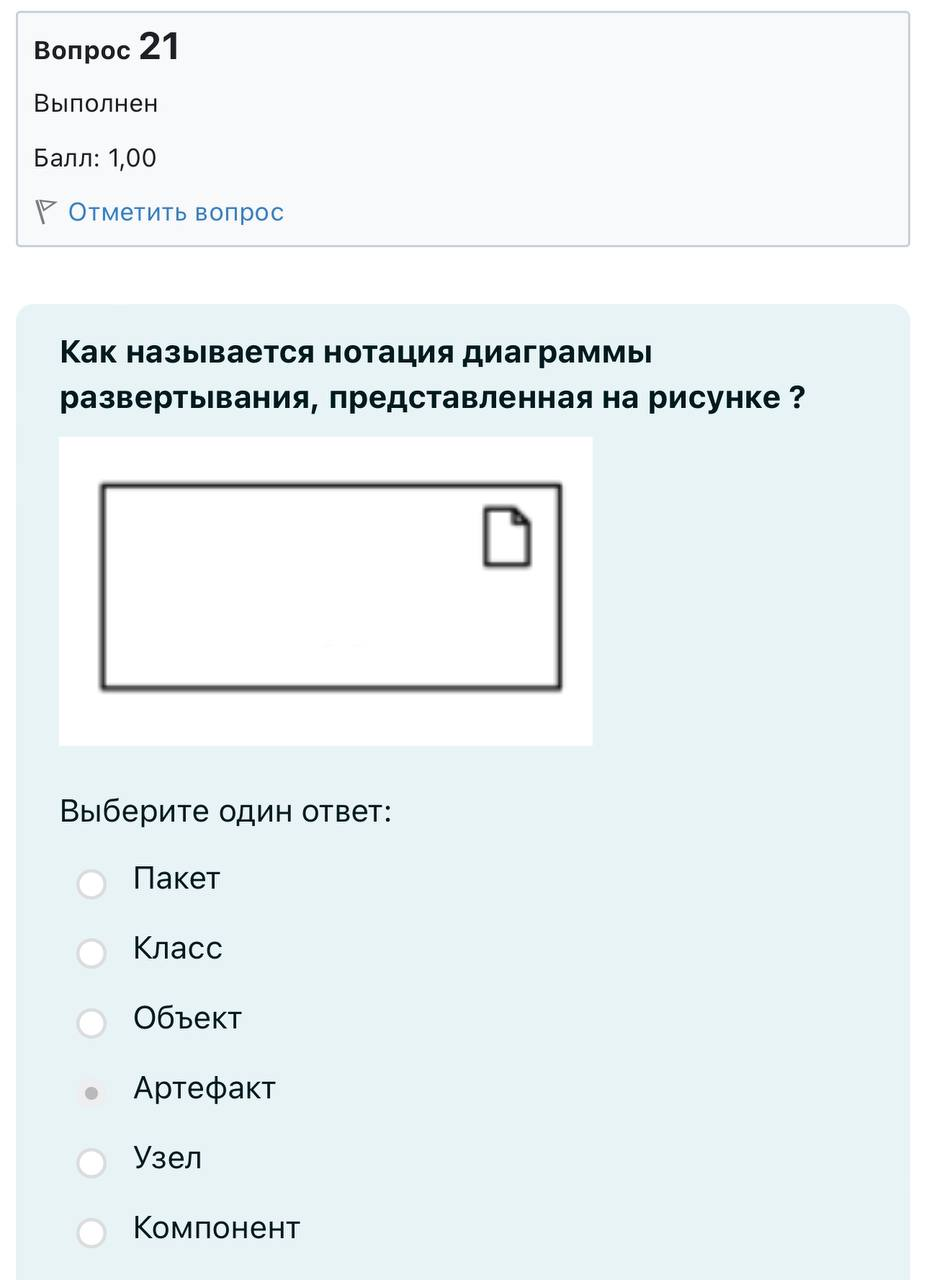 Вопрос 21
Выполнен
Балл: 1,00
Отметить вопрос
Как называется нотация диаграммы
развертывания, представленная на рисунке ?
Выберите один ответ:
Пакет
Класс
Объект
Артефакт
Узел
Компонент